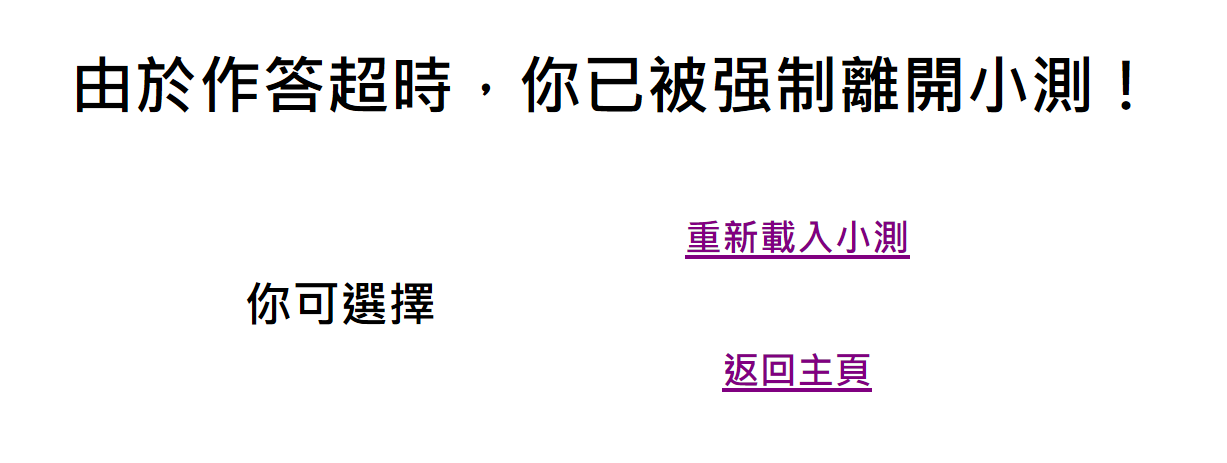 由於作答超時，你已被强制離開小測！
重新載入小測
你可選擇
返回主頁